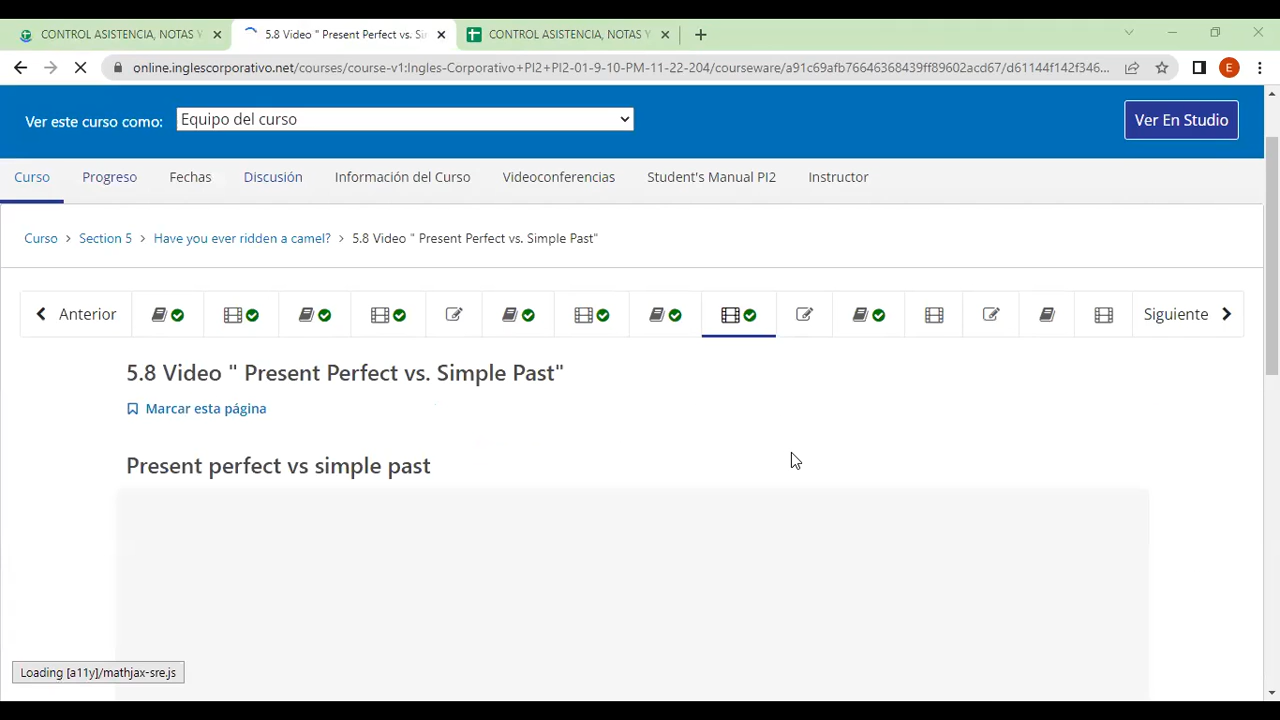 CONTROL ASISTENCIA, NOTAS Y
5.8 Video " Present Perfect vs. Si
CONTROL ASISTENCIA, NOTAS Y
online.inglescorporativo.net/courses/course-v1:Ingles-Corporativo+PI2+PI2-01-9-10-PM-11-22-204/courseware/a91c69afb76646368439ff89602acd67/d61144f142f346...
E
Ver este curso como:
Equipo del curso
Ver En Studio
Curso
Progreso
Fechas
Discusión
Información del Curso
Videoconferencias
Student's Manual PI2
Instructor
Curso > Section 5 > Have you ever ridden a camel? > 5.8 Video " Present Perfect vs. Simple Past"
Anterior
Siguiente
5.8 Video " Present Perfect vs. Simple Past"
Marcar esta página
Present perfect vs simple past
Loading [a11y]/mathjax-sre.js